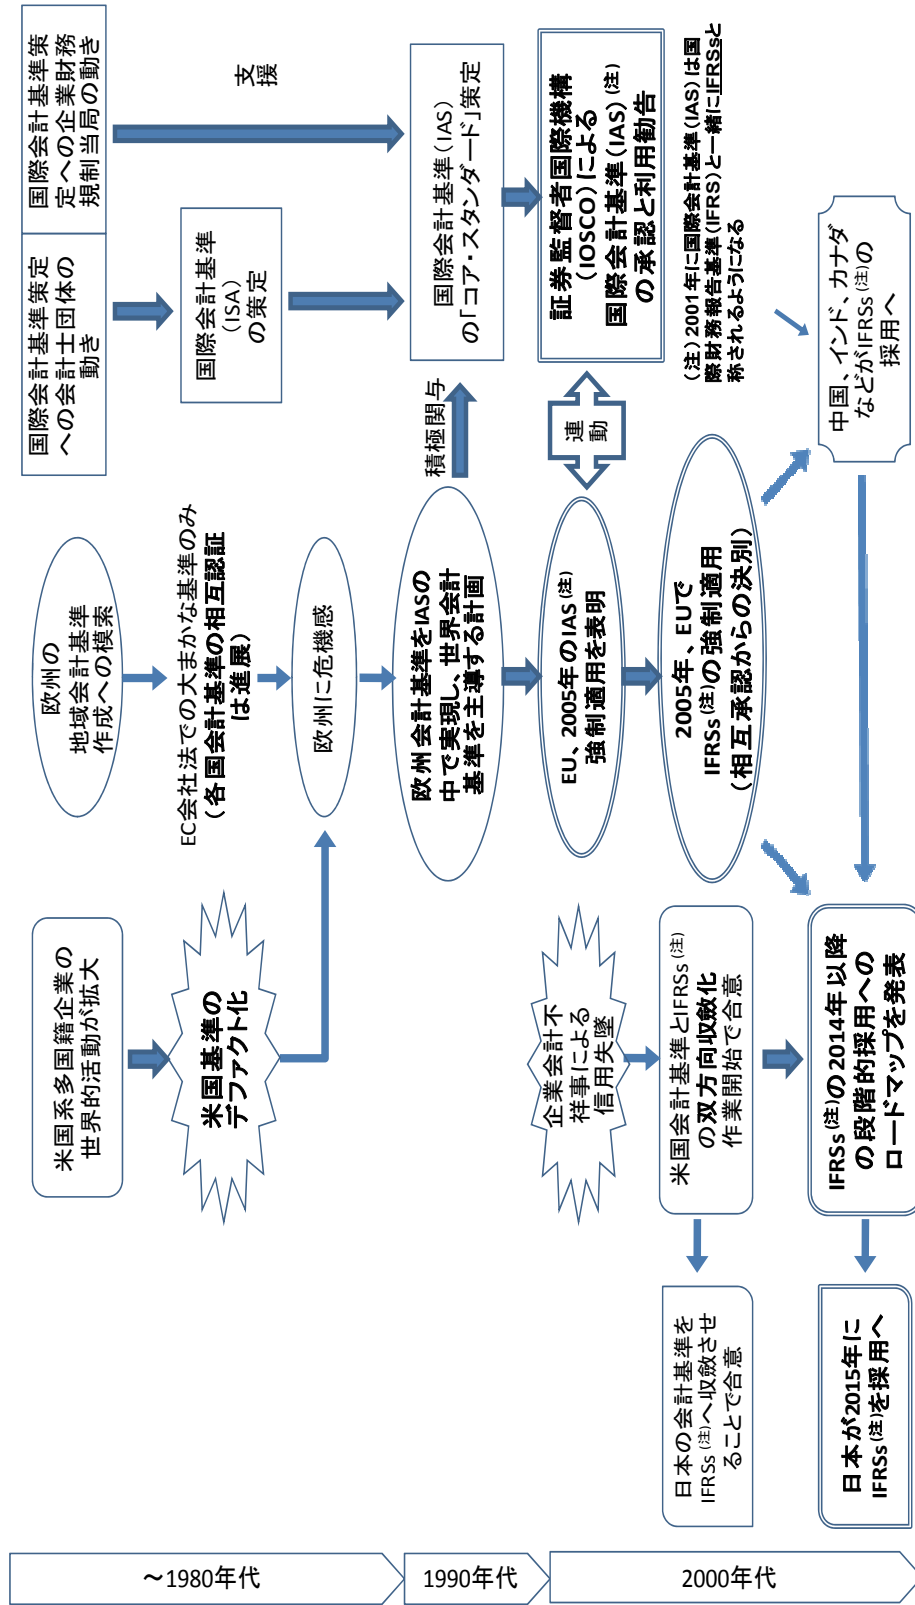 ～1980年代
米国系多国籍企業の
世界的活動が拡大
欧州の
地域会計基準
作成への模索
国際会計基準策定
への会計士団体の
動き
国際会計基準策
定への企業財務
規制当局の動き
米国基準の
デファクト化
EC会社法での大まかな基準のみ
（各国会計基準の相互認証
は進展）
国際会計基準
（ISA）
の策定
支援
欧州に危機感
1990年代
欧州会計基準をIASの
中で実現し、世界会計
基準を主導する計画
積極関与
国際会計基準（IAS）
の「コア・スタンダード」策定
2000年代
企業会計不
祥事による
信用失墜
EU、2005年のIAS(注)
強制適用を表明
連動
証券監督者国際機構
（IOSCO）による
国際会計基準（IAS）(注)
の承認と利用勧告
日本の会計基準を
IFRSs(注)へ収斂させ
ることで合意
米国会計基準とIFRSs(注)
の双方向収斂化
作業開始で合意
2005年、EUで
IFRSs(注)の強制適用
（相互承認からの決別）
（注）2001年に国際会計基準（IAS）は国
際財務報告基準（IFRS）と一緒にIFRSsと
称されるようになる
日本が2015年に
IFRSs(注)を採用へ
IFRSs(注)の2014年以降
の段階的採用への
ロードマップを発表
中国、インド、カナダ
などがIFRSs(注)の
採用へ